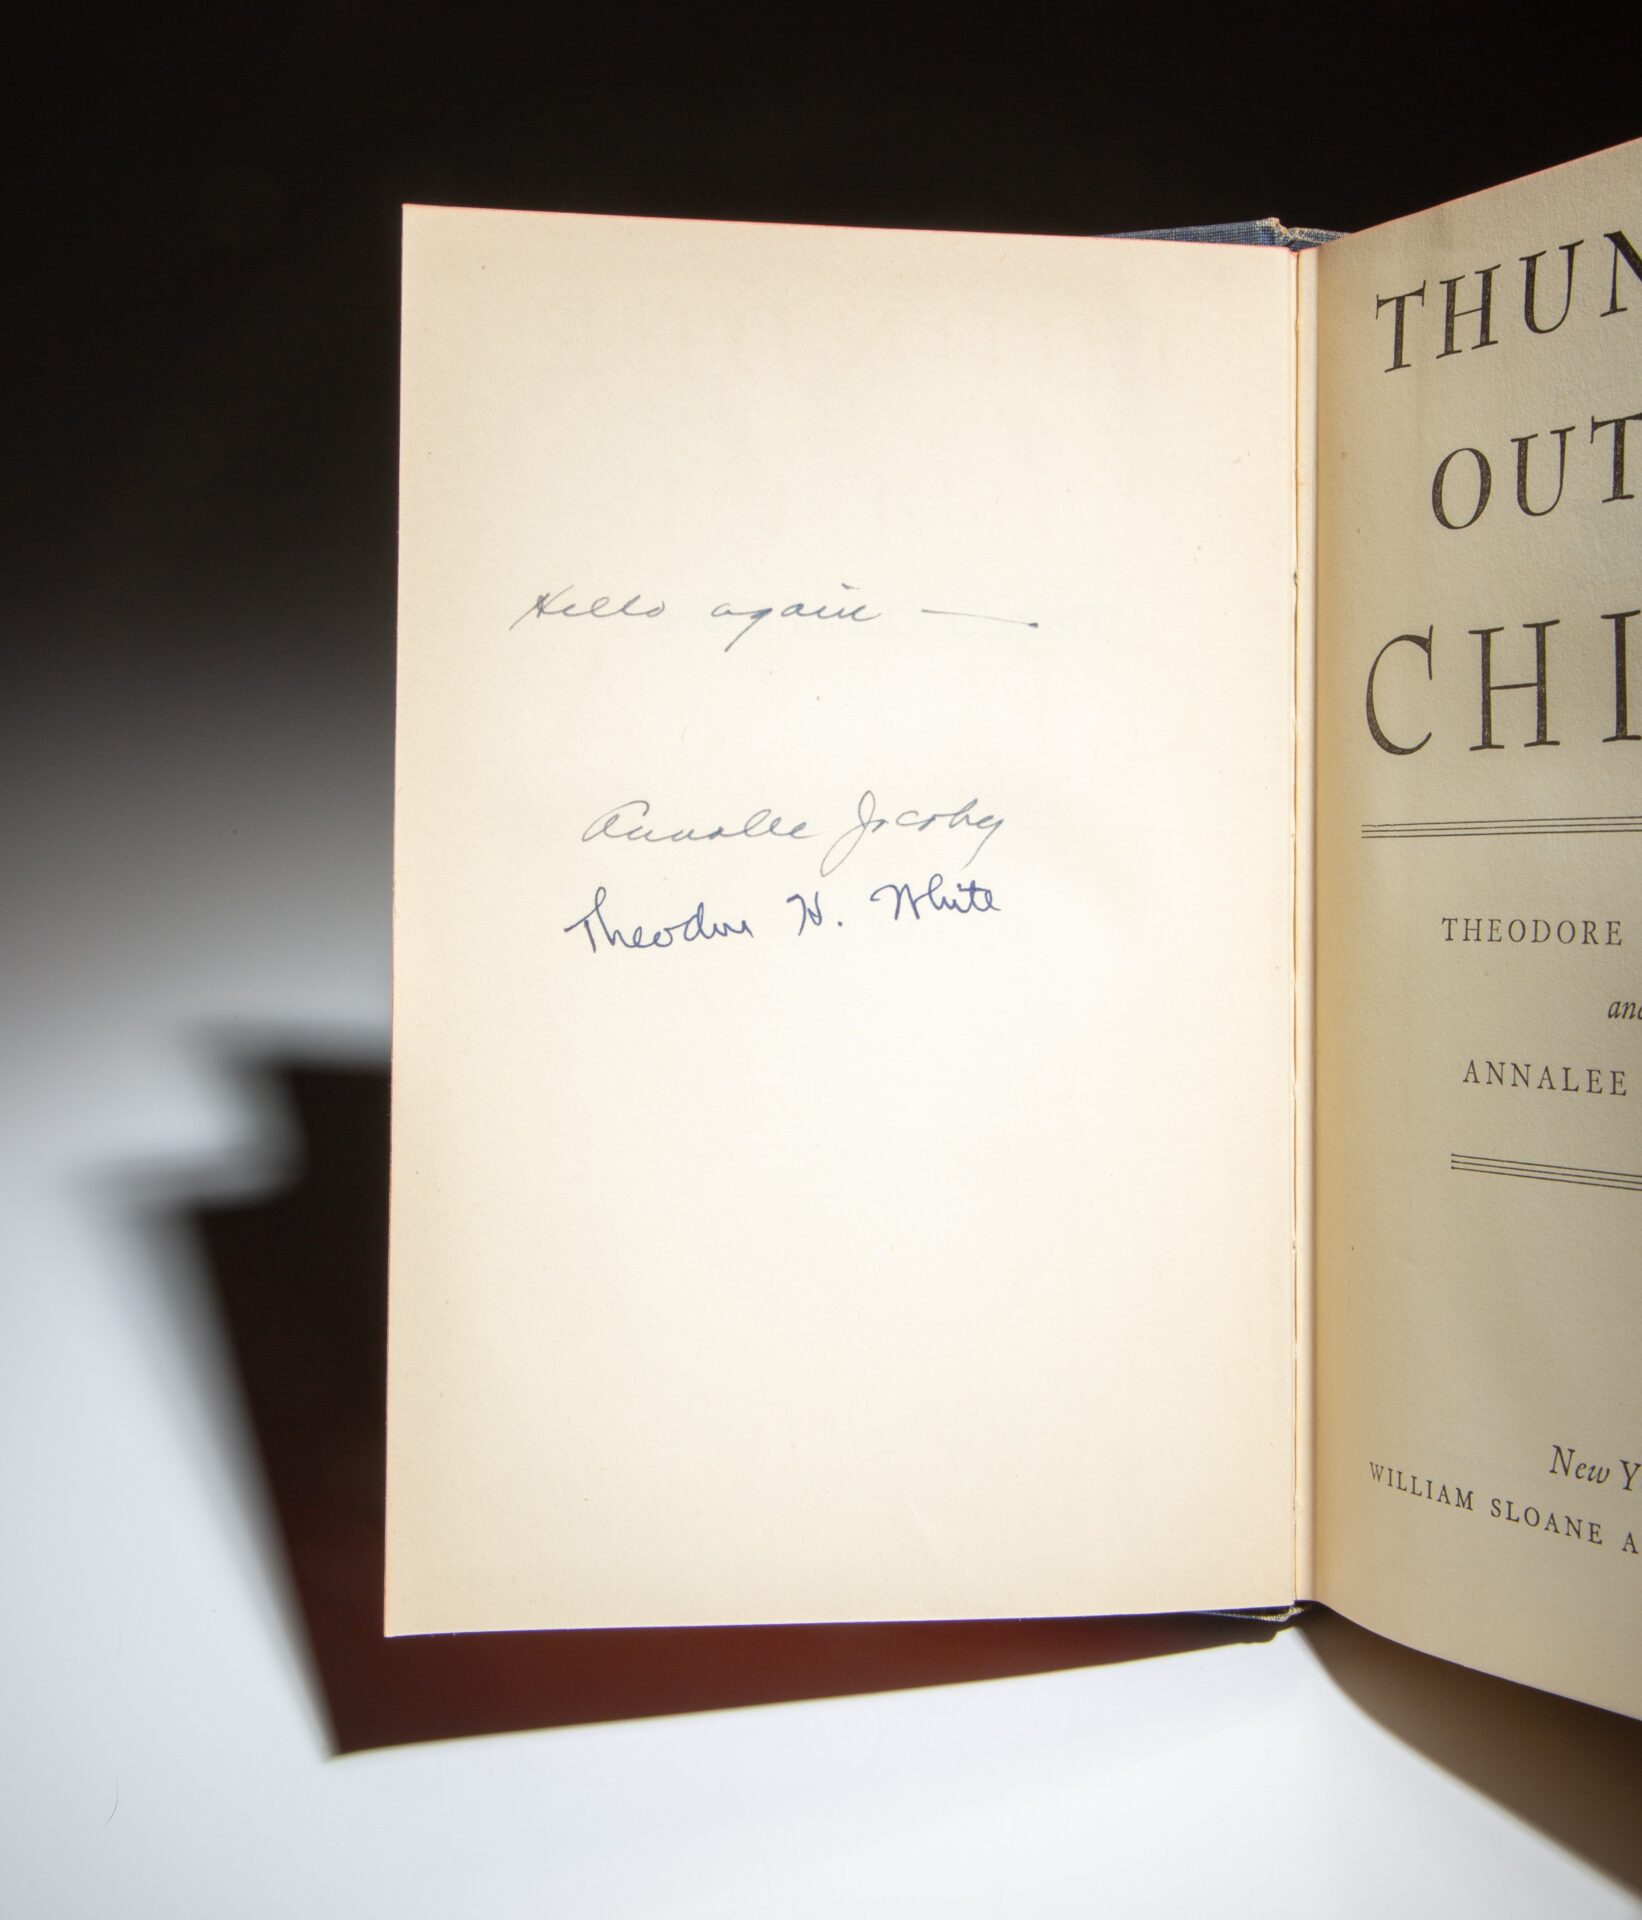 Hello again —
Annalee Jacoby
Theodore H. White
THUN
OUT
CHI
THEODORE
and
ANNALEE
New Y
WILLIAM SLOANE A